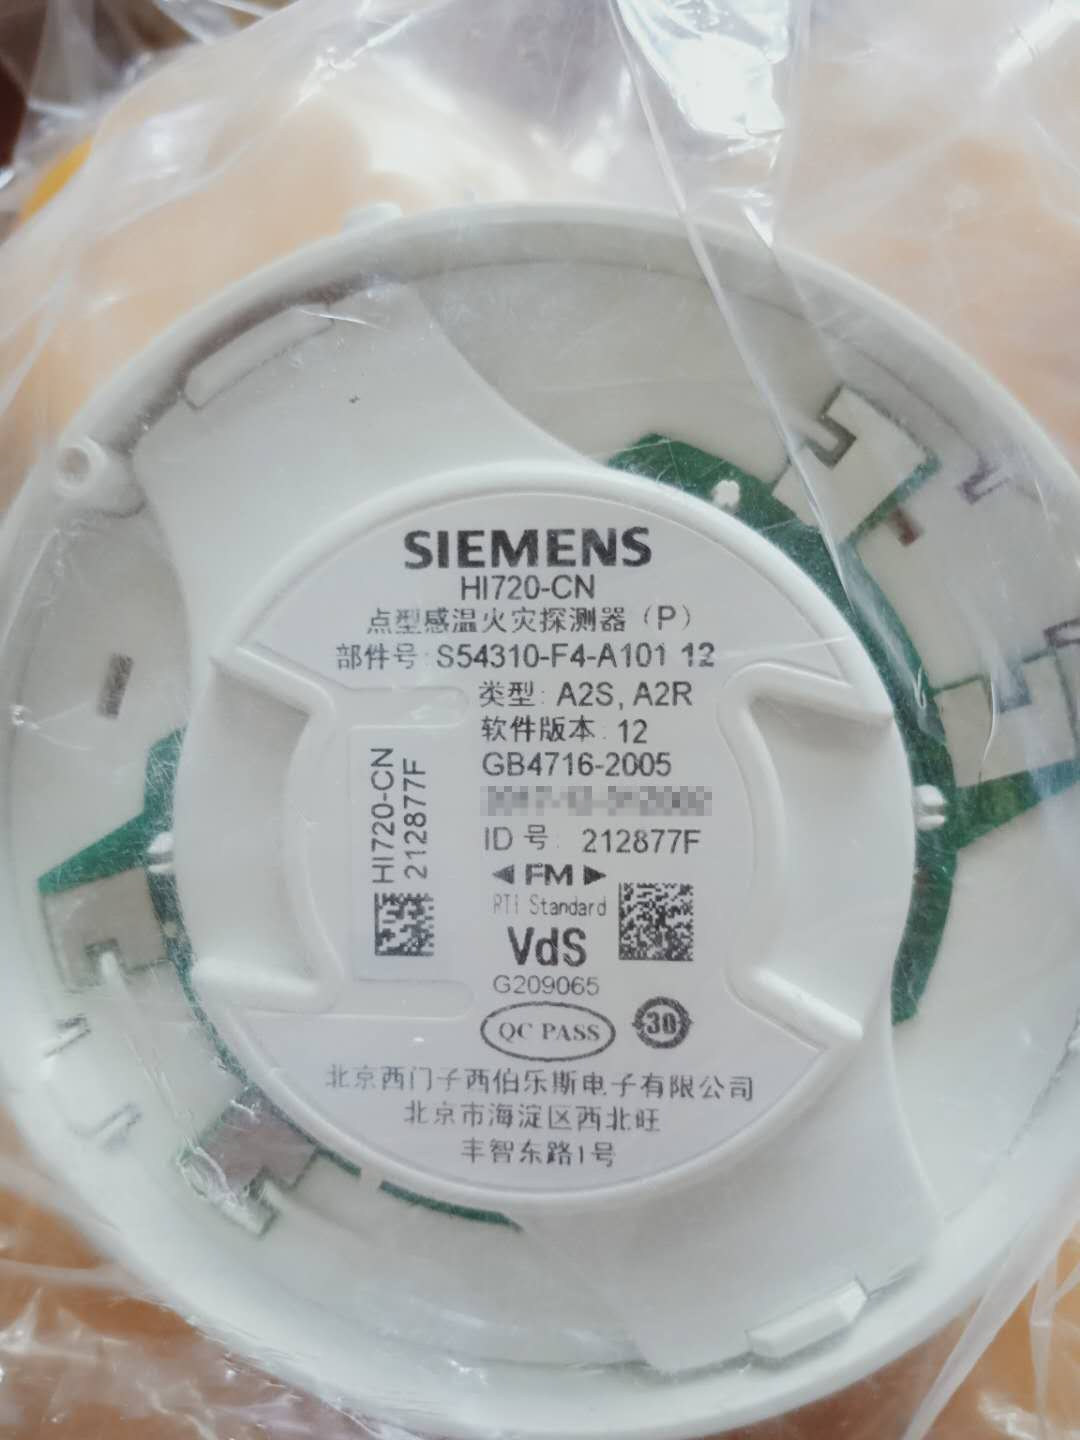 SIEMENS
HI720-CN
点型感温火灾探测器（P）
部件号: S54310-F4-A101 12
类型: A2S, A2R
软件版本: 12
GB4716-2005
ID 号: 212877F
FM
RTI Standard
VdS
G209065
QC PASS
30
北京西门子西伯乐斯电子有限公司
北京市海淀区西北旺
丰智东路1号
HI720-CN
212877F